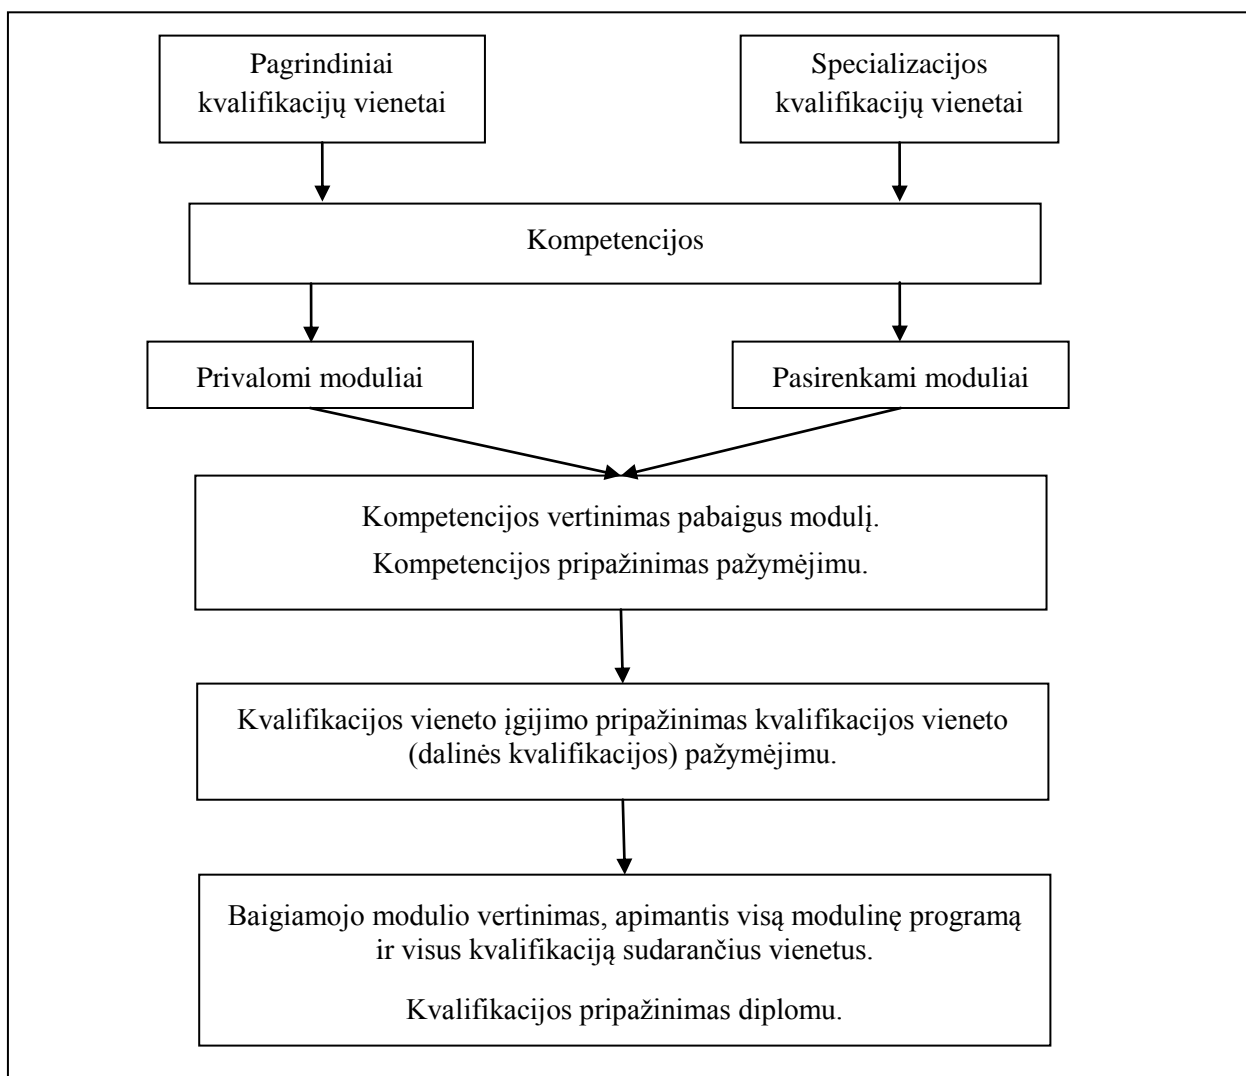 Pagrindiniai
kvalifikacijų vienetai
Specializacijos
kvalifikacijų vienetai
Kompetencijos
Privalomi moduliai
Pasirenkami moduliai
Kompetencijos vertinimas pabaigus modulį.
Kompetencijos pripažinimas pažymėjimu.
Kvalifikacijos vieneto įgijimo pripažinimas kvalifikacijos vieneto
(dalinės kvalifikacijos) pažymėjimu.
Baigiamojo modulio vertinimas, apimantis visą modulinę programą
ir visus kvalifikaciją sudarančius vienetus.
Kvalifikacijos pripažinimas diplomu.